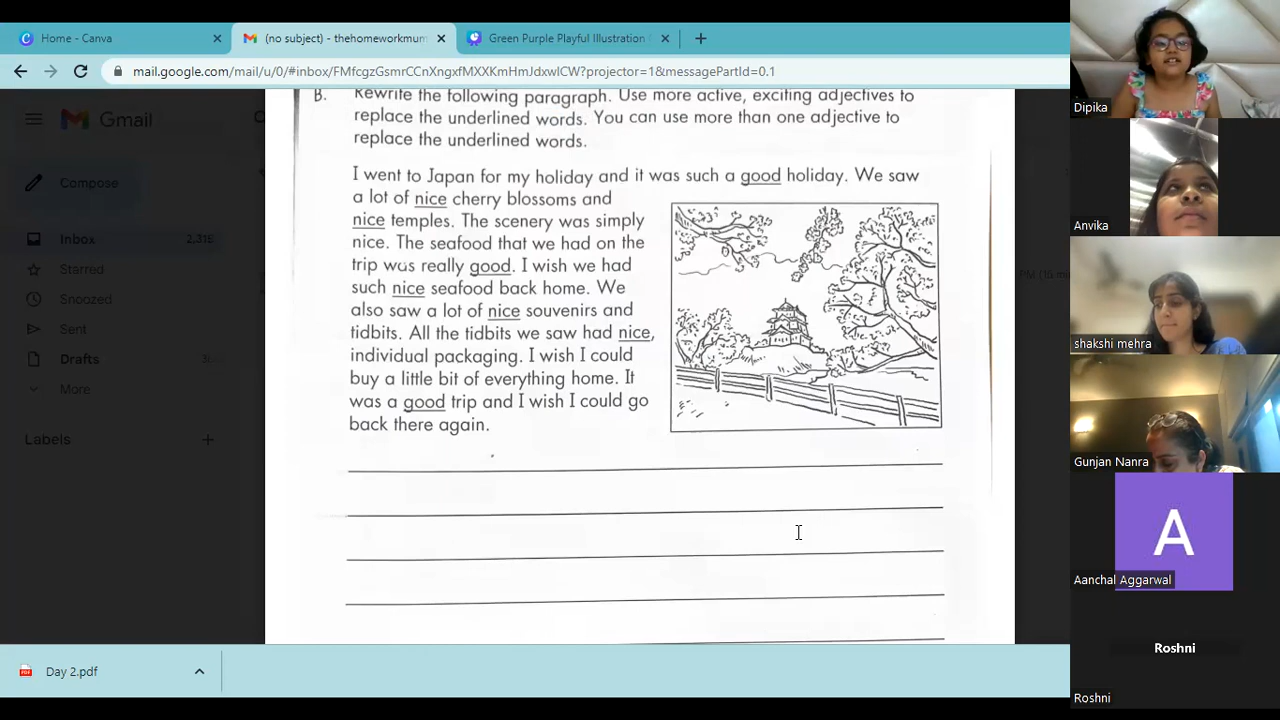 Home - Canva
(no subject) - thehomeworkmum
Green Purple Playful Illustration
mail.google.com/mail/u/0/#inbox/FMfcgzGsmrCCnXngxfMXXKmHmJdxwlCW?projector=1&messagePartId=0.1
Gmail
Compose
Inbox
Starred
Snoozed
Sent
Drafts
More
Labels
B. Rewrite the following paragraph. Use more active, exciting adjectives to
replace the underlined words. You can use more than one adjective to
replace the underlined words.
I went to Japan for my holiday and it was such a good holiday. We saw
a lot of nice cherry blossoms and
nice temples. The scenery was simply
nice. The seafood that we had on the
trip was really good. I wish we had
such nice seafood back home. We
also saw a lot of nice souvenirs and
tidbits. All the tidbits we saw had nice,
individual packaging. I wish I could
buy a little bit of everything home. It
was a good trip and I wish I could go
back there again.
Day 2.pdf
Dipika
Anvika
shakshi mehra
Gunjan Nanra
A
Aanchal Aggarwal
Roshni
Roshni